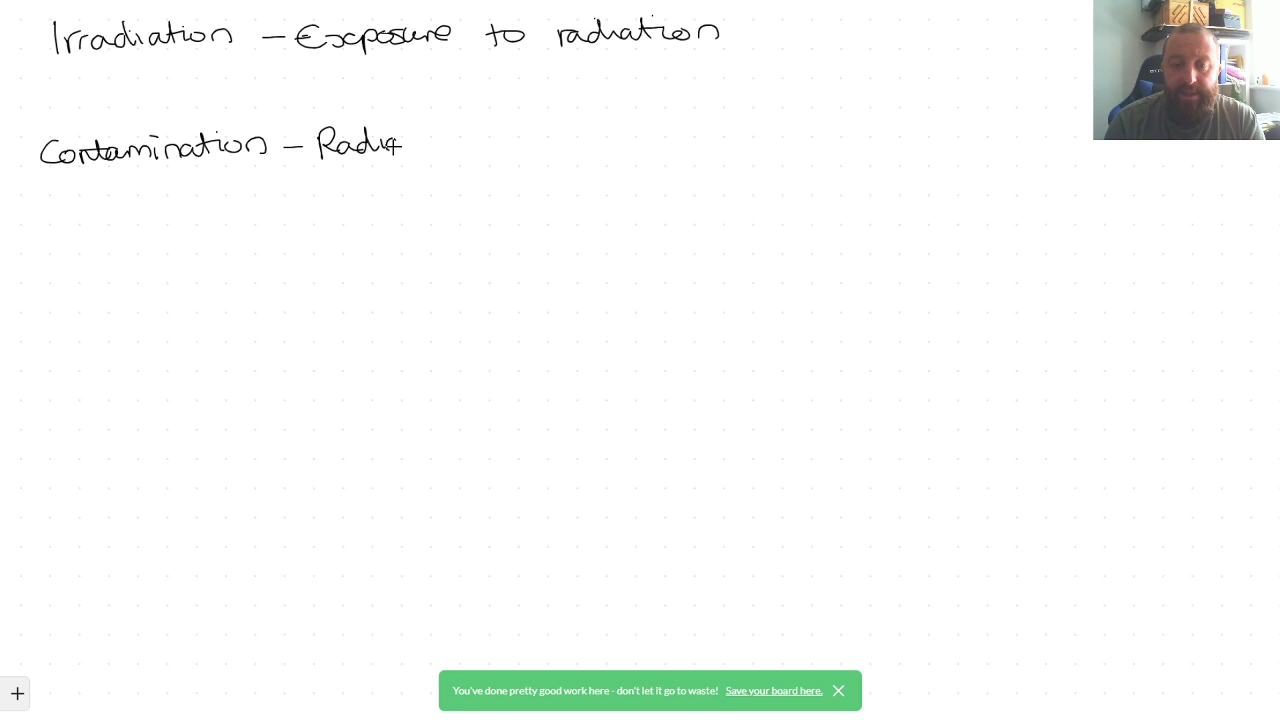 Irradiation - Exposure to radiation
Contamination - Radia
You've done pretty good work here - don't let it go to waste! Save your board here.